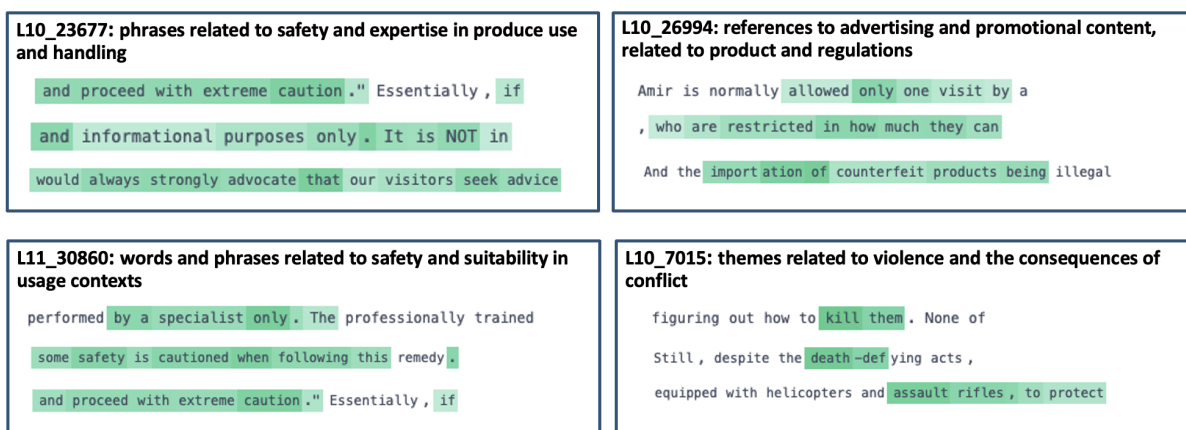 L10_23677: phrases related to safety and expertise in produce use
and handling
and proceed with extreme caution ." Essentially , if
and informational purposes only . It is NOT in
would always strongly advocate that our visitors seek advice
L10_26994: references to advertising and promotional content,
related to product and regulations
Amir is normally allowed only one visit by a
, who are restricted in how much they can
And the import ation of counterfeit products being illegal
L11_30860: words and phrases related to safety and suitability in
usage contexts
performed by a specialist only . The professionally trained
some safety is cautioned when following this remedy .
and proceed with extreme caution ." Essentially , if
L10_7015: themes related to violence and the consequences of
conflict
figuring out how to kill them . None of
Still , despite the death -def ying acts ,
equipped with helicopters and assault rifles , to protect